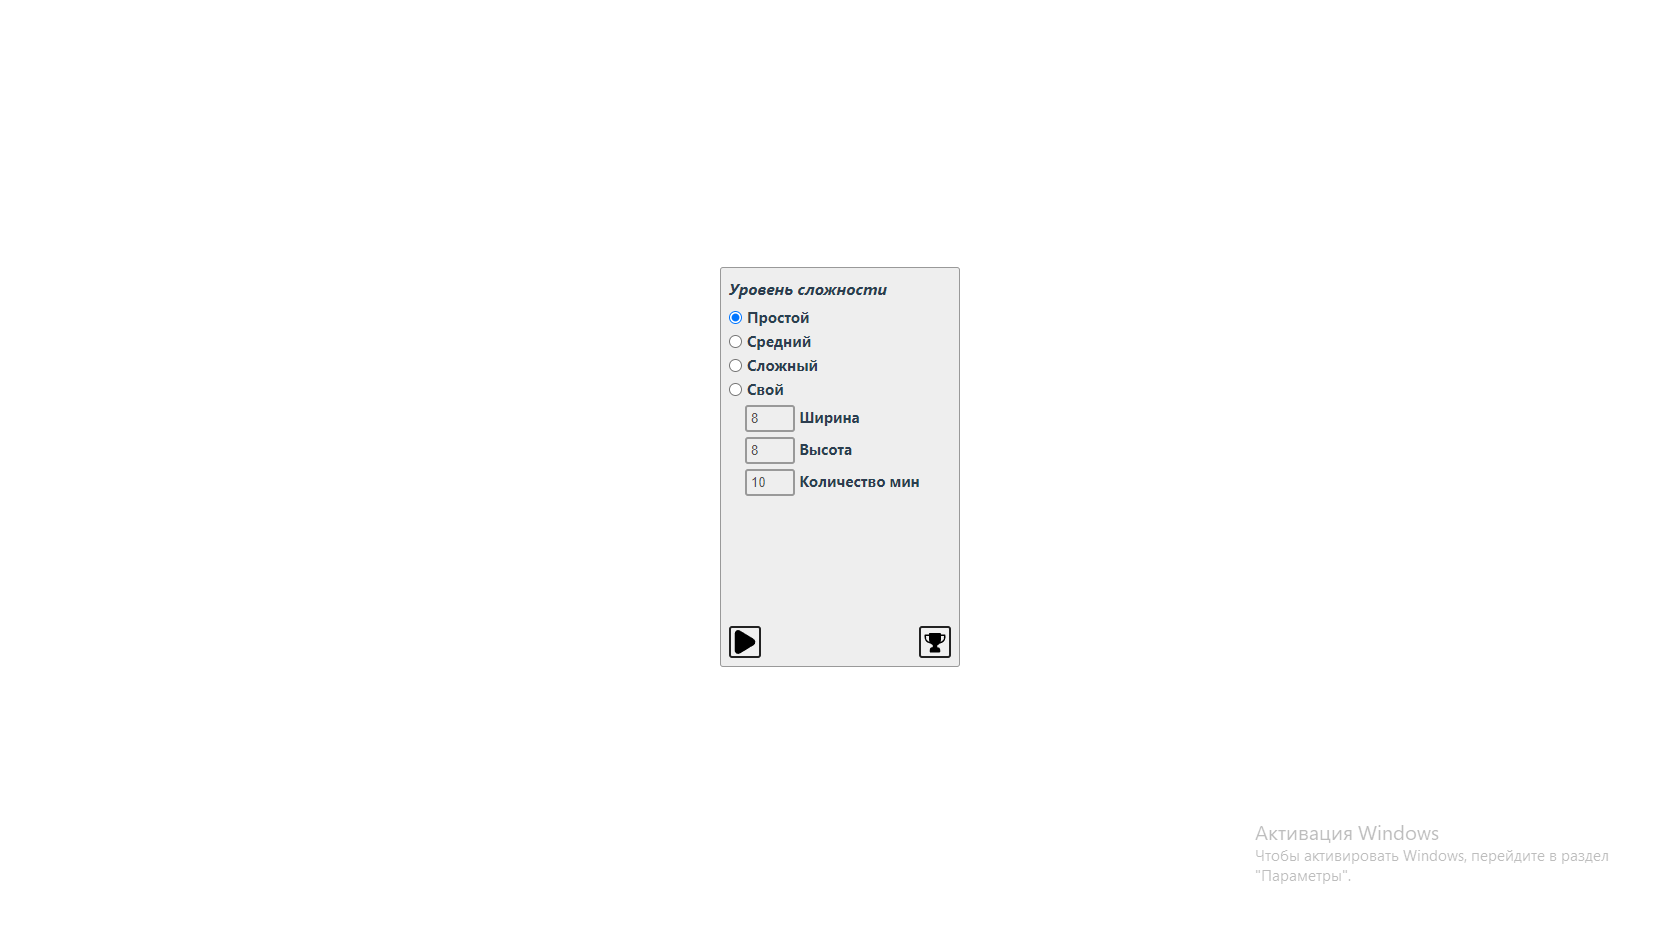 Уровень сложности
Простой
Средний
Сложный
Свой
8 Ширина
8 Высота
10 Количество мин
Активация Windows
Чтобы активировать Windows, перейдите в раздел
"Параметры".